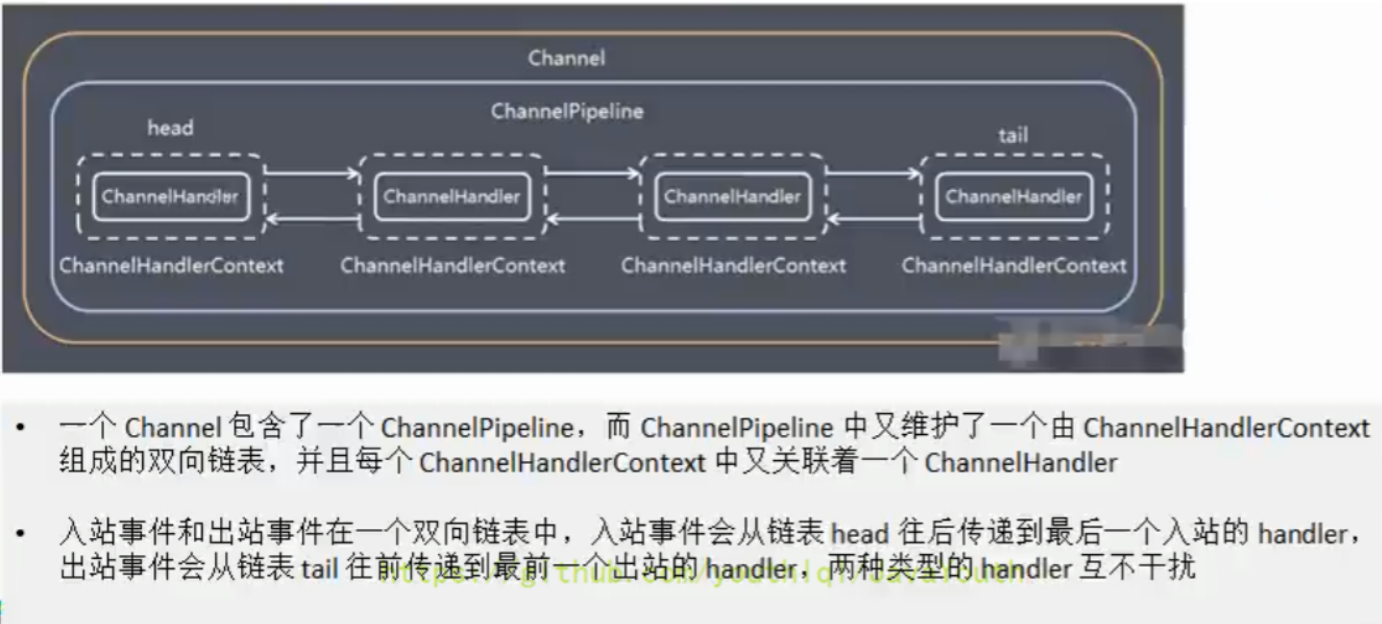 Channel
ChannelPipeline
head
tail
ChannelHandler
ChannelHandler
ChannelHandler
ChannelHandler
ChannelHandlerContext
ChannelHandlerContext
ChannelHandlerContext
ChannelHandlerContext
• 一个 Channel 包含了一个 ChannelPipeline，而 ChannelPipeline 中又维护了一个由 ChannelHandlerContext
组成的双向链表，并且每个 ChannelHandlerContext 中又关联着一个 ChannelHandler
• 入站事件和出站事件在一个双向链表中，入站事件会从链表 head 往后传递到最后一个入站的 handler，
出站事件会从链表 tail 往前传递到最前一个出站的 handler，两种类型的 handler 互不干扰